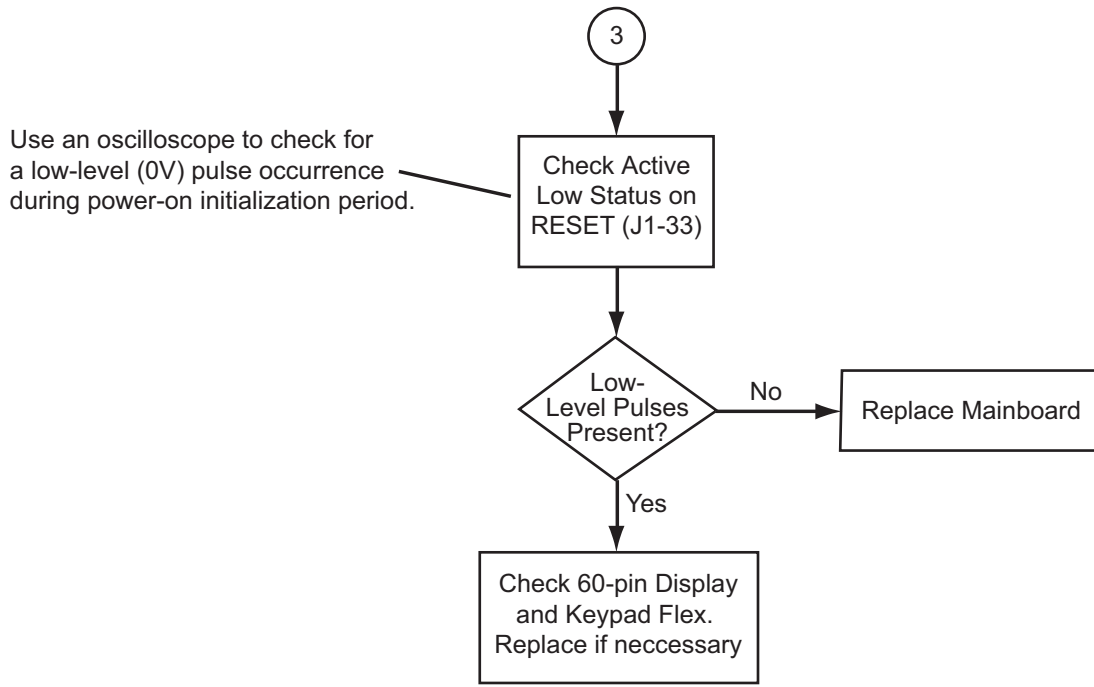 3
Use an oscilloscope to check for
a low-level (0V) pulse occurrence
during power-on initialization period.
Check Active
Low Status on
RESET (J1-33)
Low-
Level Pulses
Present?
No
Replace Mainboard
Yes
Check 60-pin Display
and Keypad Flex.
Replace if neccessary